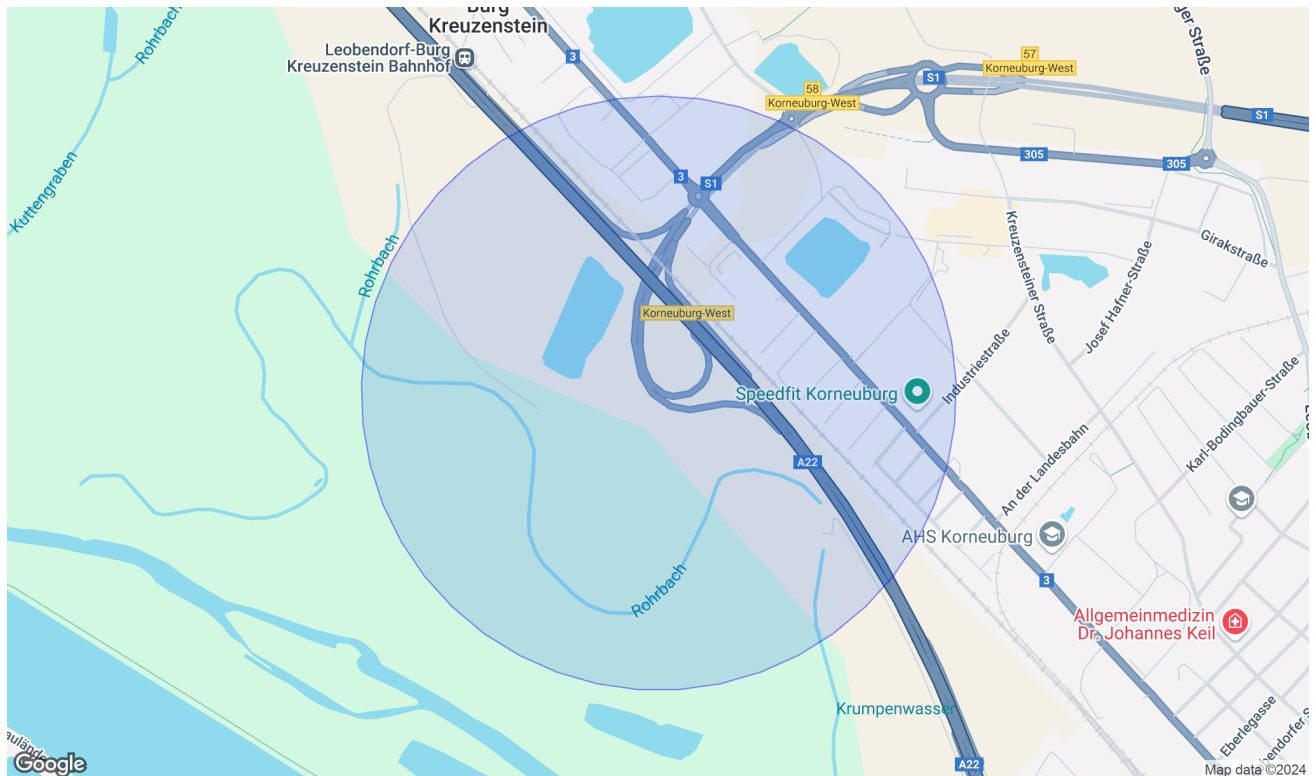 Burg
Kreuzenstein
Leobendorf-Burg
Kreuzenstein Bahnhof
Rohrbach
3
57
Korneuburg-West
58
Korneuburg-West
S1
S1
305
305
ger Straße
Kuttengraben
3
S1
Rohrbach
Kreuzensteiner Straße
Girakstraße
Josef Hafner-Straße
Korneuburg-West
Industriestraße
Speedfit Korneuburg
Karl-Bodingbauer-Straße
An der Landesbahn
A22
AHS Korneuburg
3
Rohrbach
Allgemeinmedizin
Dr. Johannes Keil
Krumpenwasser
Eberlegasse
A22
Google
Map data ©2024